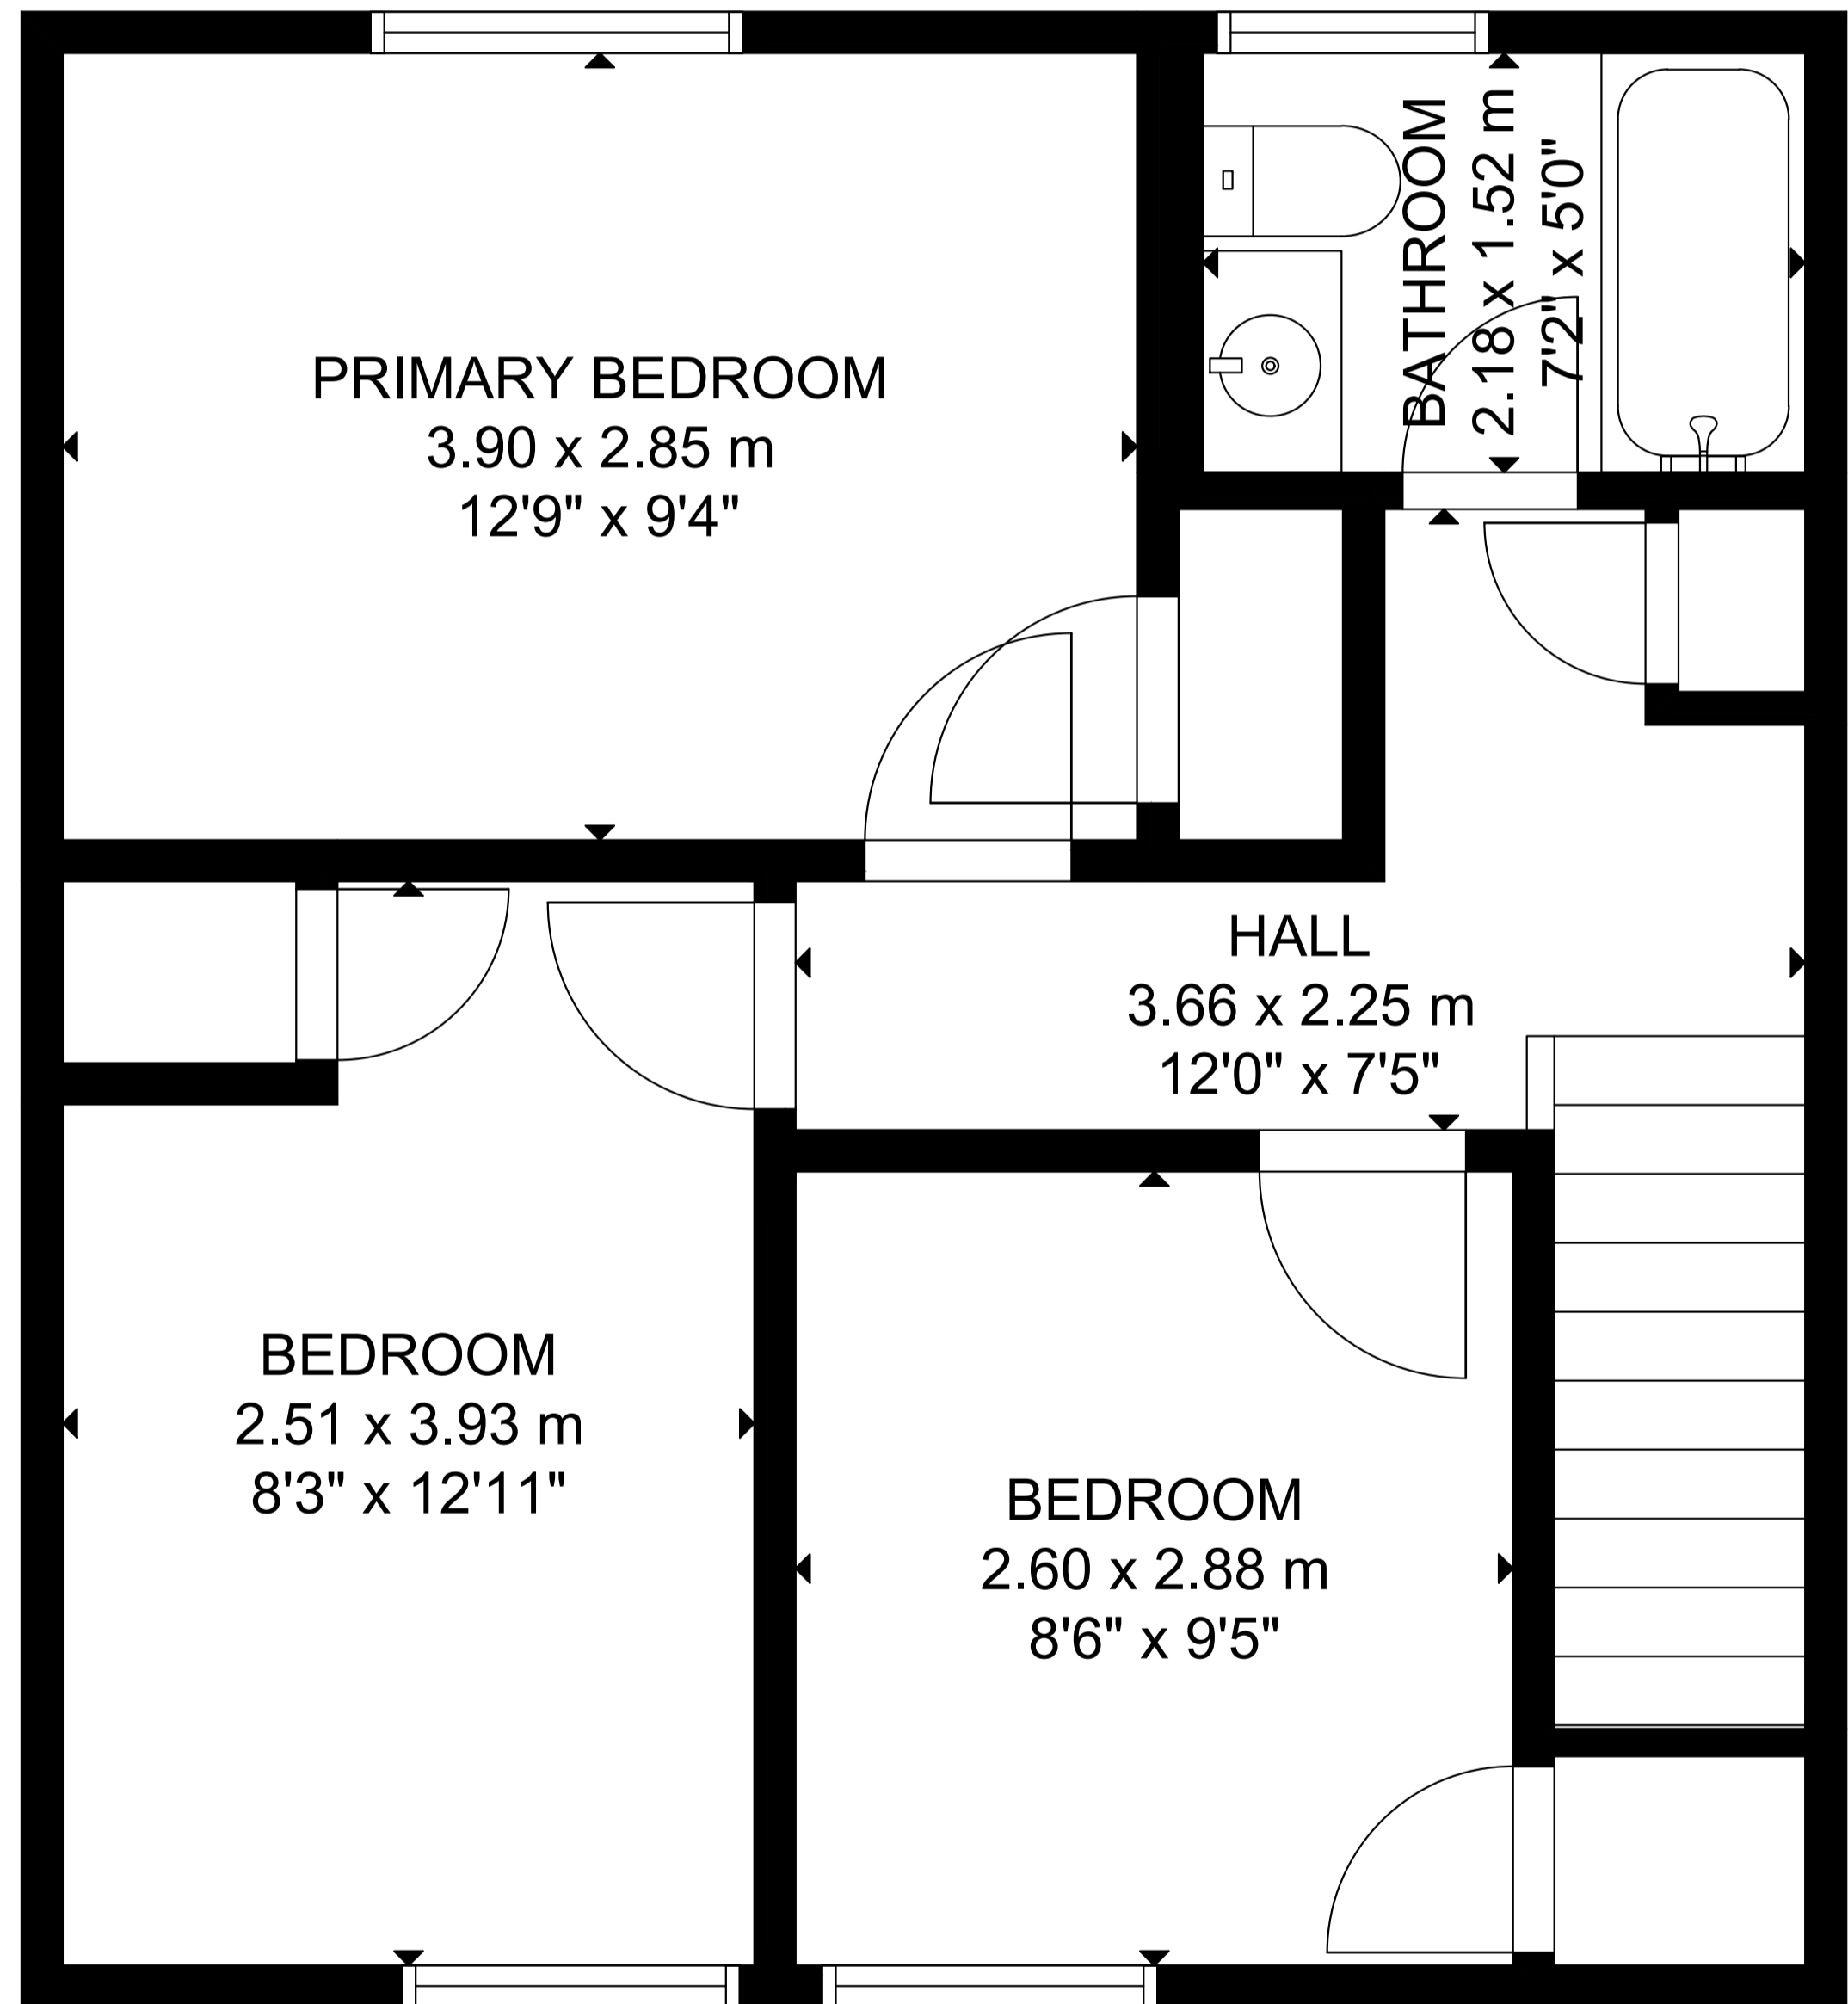 PRIMARY BEDROOM
3.90 x 2.85 m
12'9" x 9'4"
BATHROOM
2.18 x 1.52 m
7'2" x 5'0"
HALL
3.66 x 2.25 m
12'0" x 7'5"
BEDROOM
2.51 x 3.93 m
8'3" x 12'11"
BEDROOM
2.60 x 2.88 m
8'6" x 9'5"